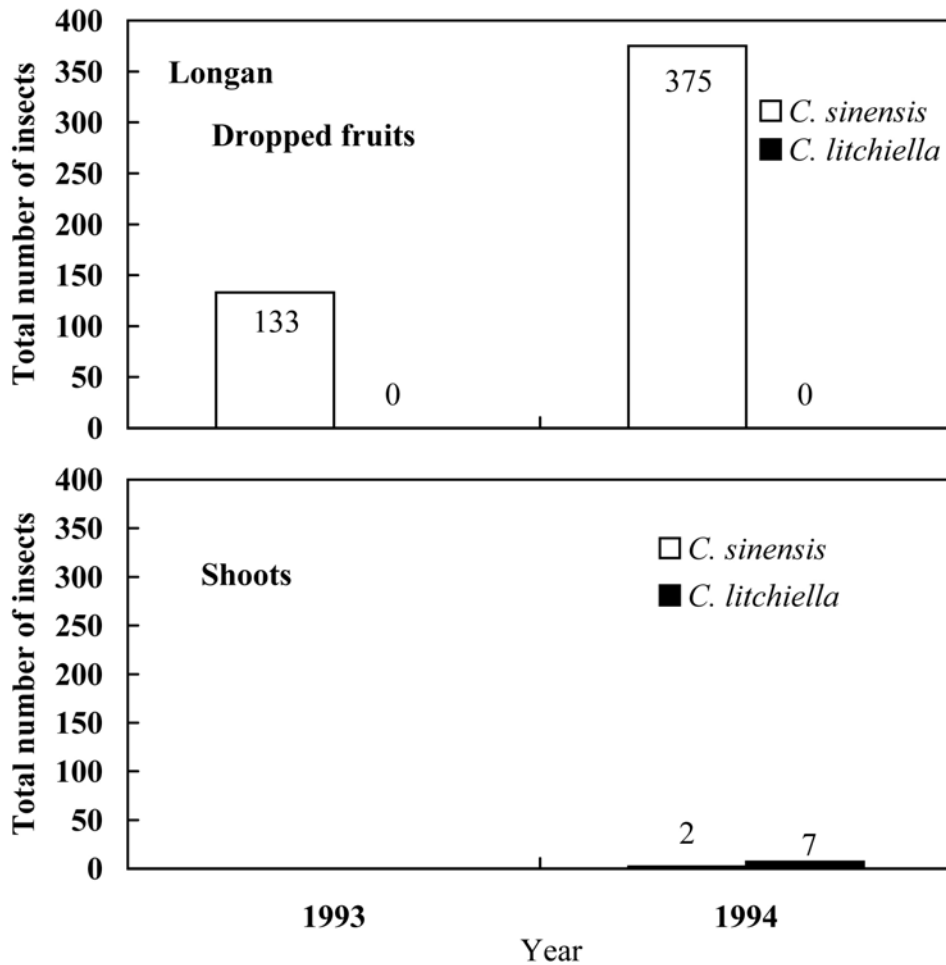 Total number of insects
400
350
300
250
200
150
100
50
0
Longan
Dropped fruits
133
0
375
0
C. sinensis
C. litchiella
Total number of insects
400
350
300
250
200
150
100
50
0
Shoots
C. sinensis
C. litchiella
2
7
1993
1994
Year